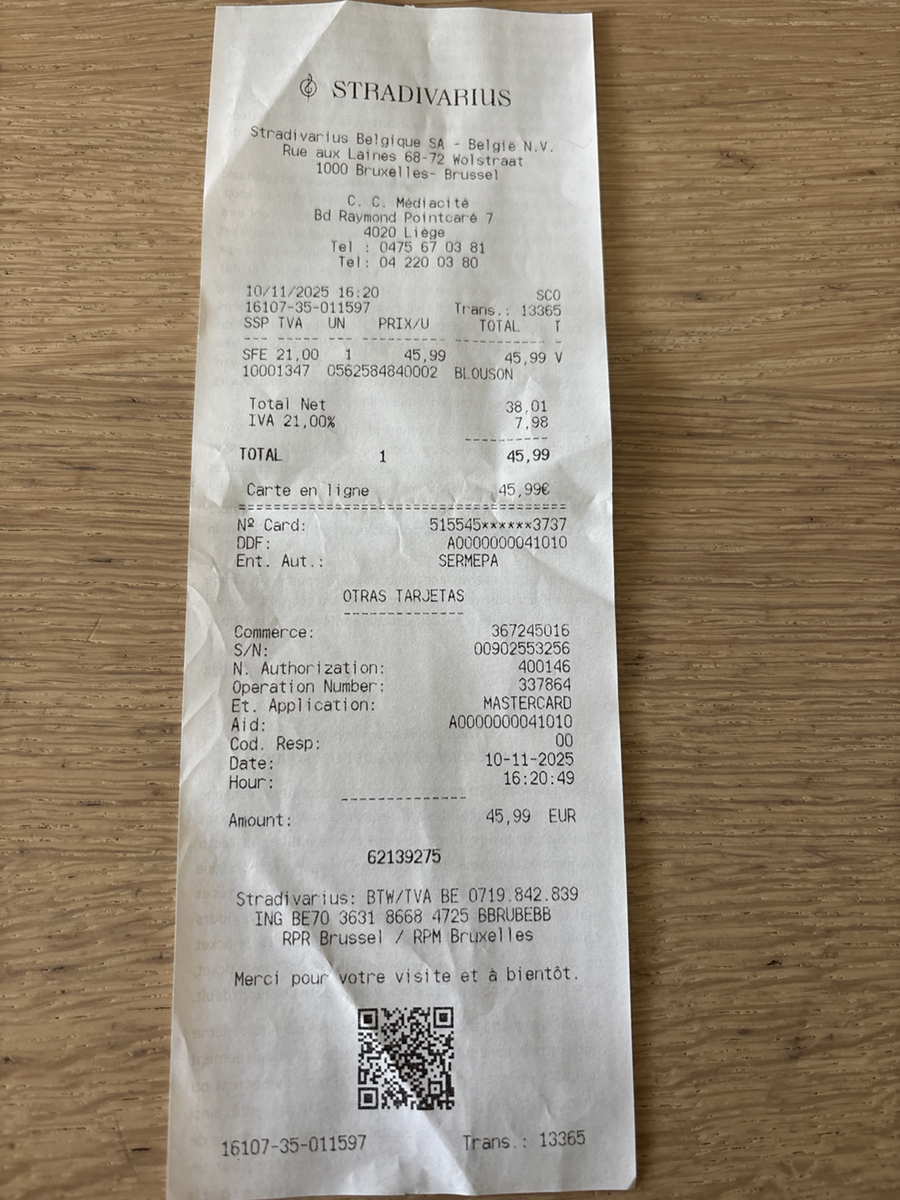 STRADIVARIUS
Stradivarius Belgique SA - België N.V.
Rue aux Laines 68-72 Wolstraat
1000 Bruxelles- Brussel
C. C. Médiacité
Bd Raymond Pointcaré 7
4020 Liège
Tel : 0475 67 03 81
Tel: 04 220 03 80
10/11/2025 16:20 SCO
16107-35-011597 Trans.: 13365
SSP TVA UN PRIX/U TOTAL T
--- ----- ---- -------- -------- -
SFE 21,00 1 45,99 45,99 V
10001347 0562584840002 BLOUSON
Total Net 38,01
IVA 21,00% 7,98
----------
TOTAL 1 45,99
Carte en ligne 45,99€
========================================
Nº Card: 515545******3737
DDF: A0000000041010
Ent. Aut.: SERMEPA
OTRAS TARJETAS
---------------
Commerce: 367245016
S/N: 00902553256
N. Authorization: 400146
Operation Number: 337864
Et. Application: MASTERCARD
Aid: A0000000041010
Cod. Resp: 00
Date: 10-11-2025
Hour: 16:20:49
---------------
Amount: 45,99 EUR
62139275
Stradivarius: BTW/TVA BE 0719.842.839
ING BE70 3631 8668 4725 BBRUBEBB
RPR Brussel / RPM Bruxelles
Merci pour votre visite et à bientôt.
16107-35-011597 Trans.: 13365